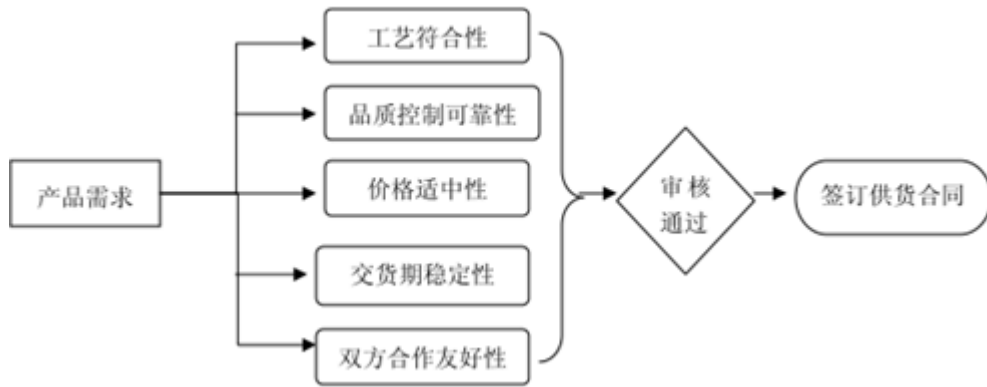 产品需求
工艺符合性
品质控制可靠性
价格适中性
交货期稳定性
双方合作友好性
审核
通过
签订供货合同